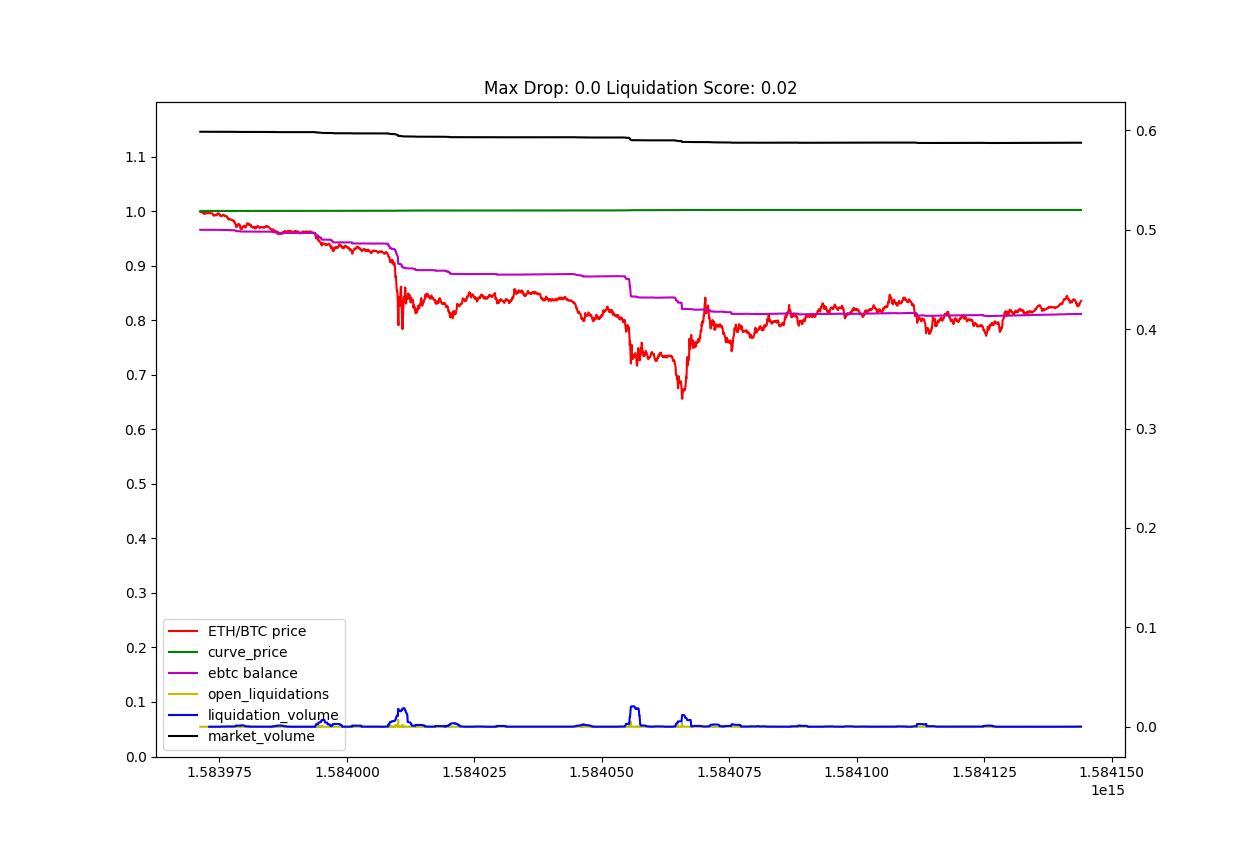 Max Drop: 0.0 Liquidation Score: 0.02
1.1
1.0
0.9
0.8
0.7
0.6
0.5
0.4
0.3
0.2
0.1
0.0
0.6
0.5
0.4
0.3
0.2
0.1
0.0
ETH/BTC price
curve_price
ebtc balance
open_liquidations
liquidation_volume
market_volume
1.583975 1.584000 1.584025 1.584050 1.584075 1.584100 1.584125 1.584150
1e15